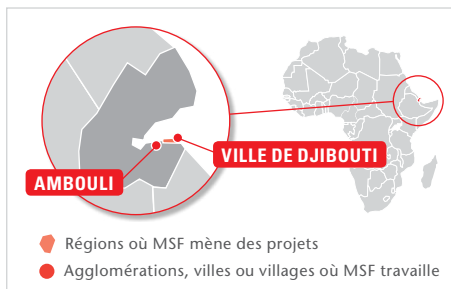 VILLE DE DJIBOUTI
AMBOULI
Régions où MSF mène des projets
Agglomérations, villes ou villages où MSF travaille